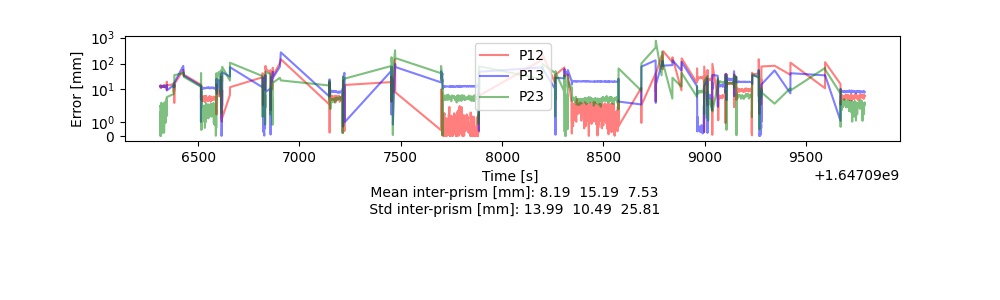 10³
10²
10¹
10⁰
0
Error [mm]
P12
P13
P23
6500 7000 7500 8000 8500 9000 9500
Time [s]
+1.64709e9
Mean inter-prism [mm]: 8.19 15.19 7.53
Std inter-prism [mm]: 13.99 10.49 25.81